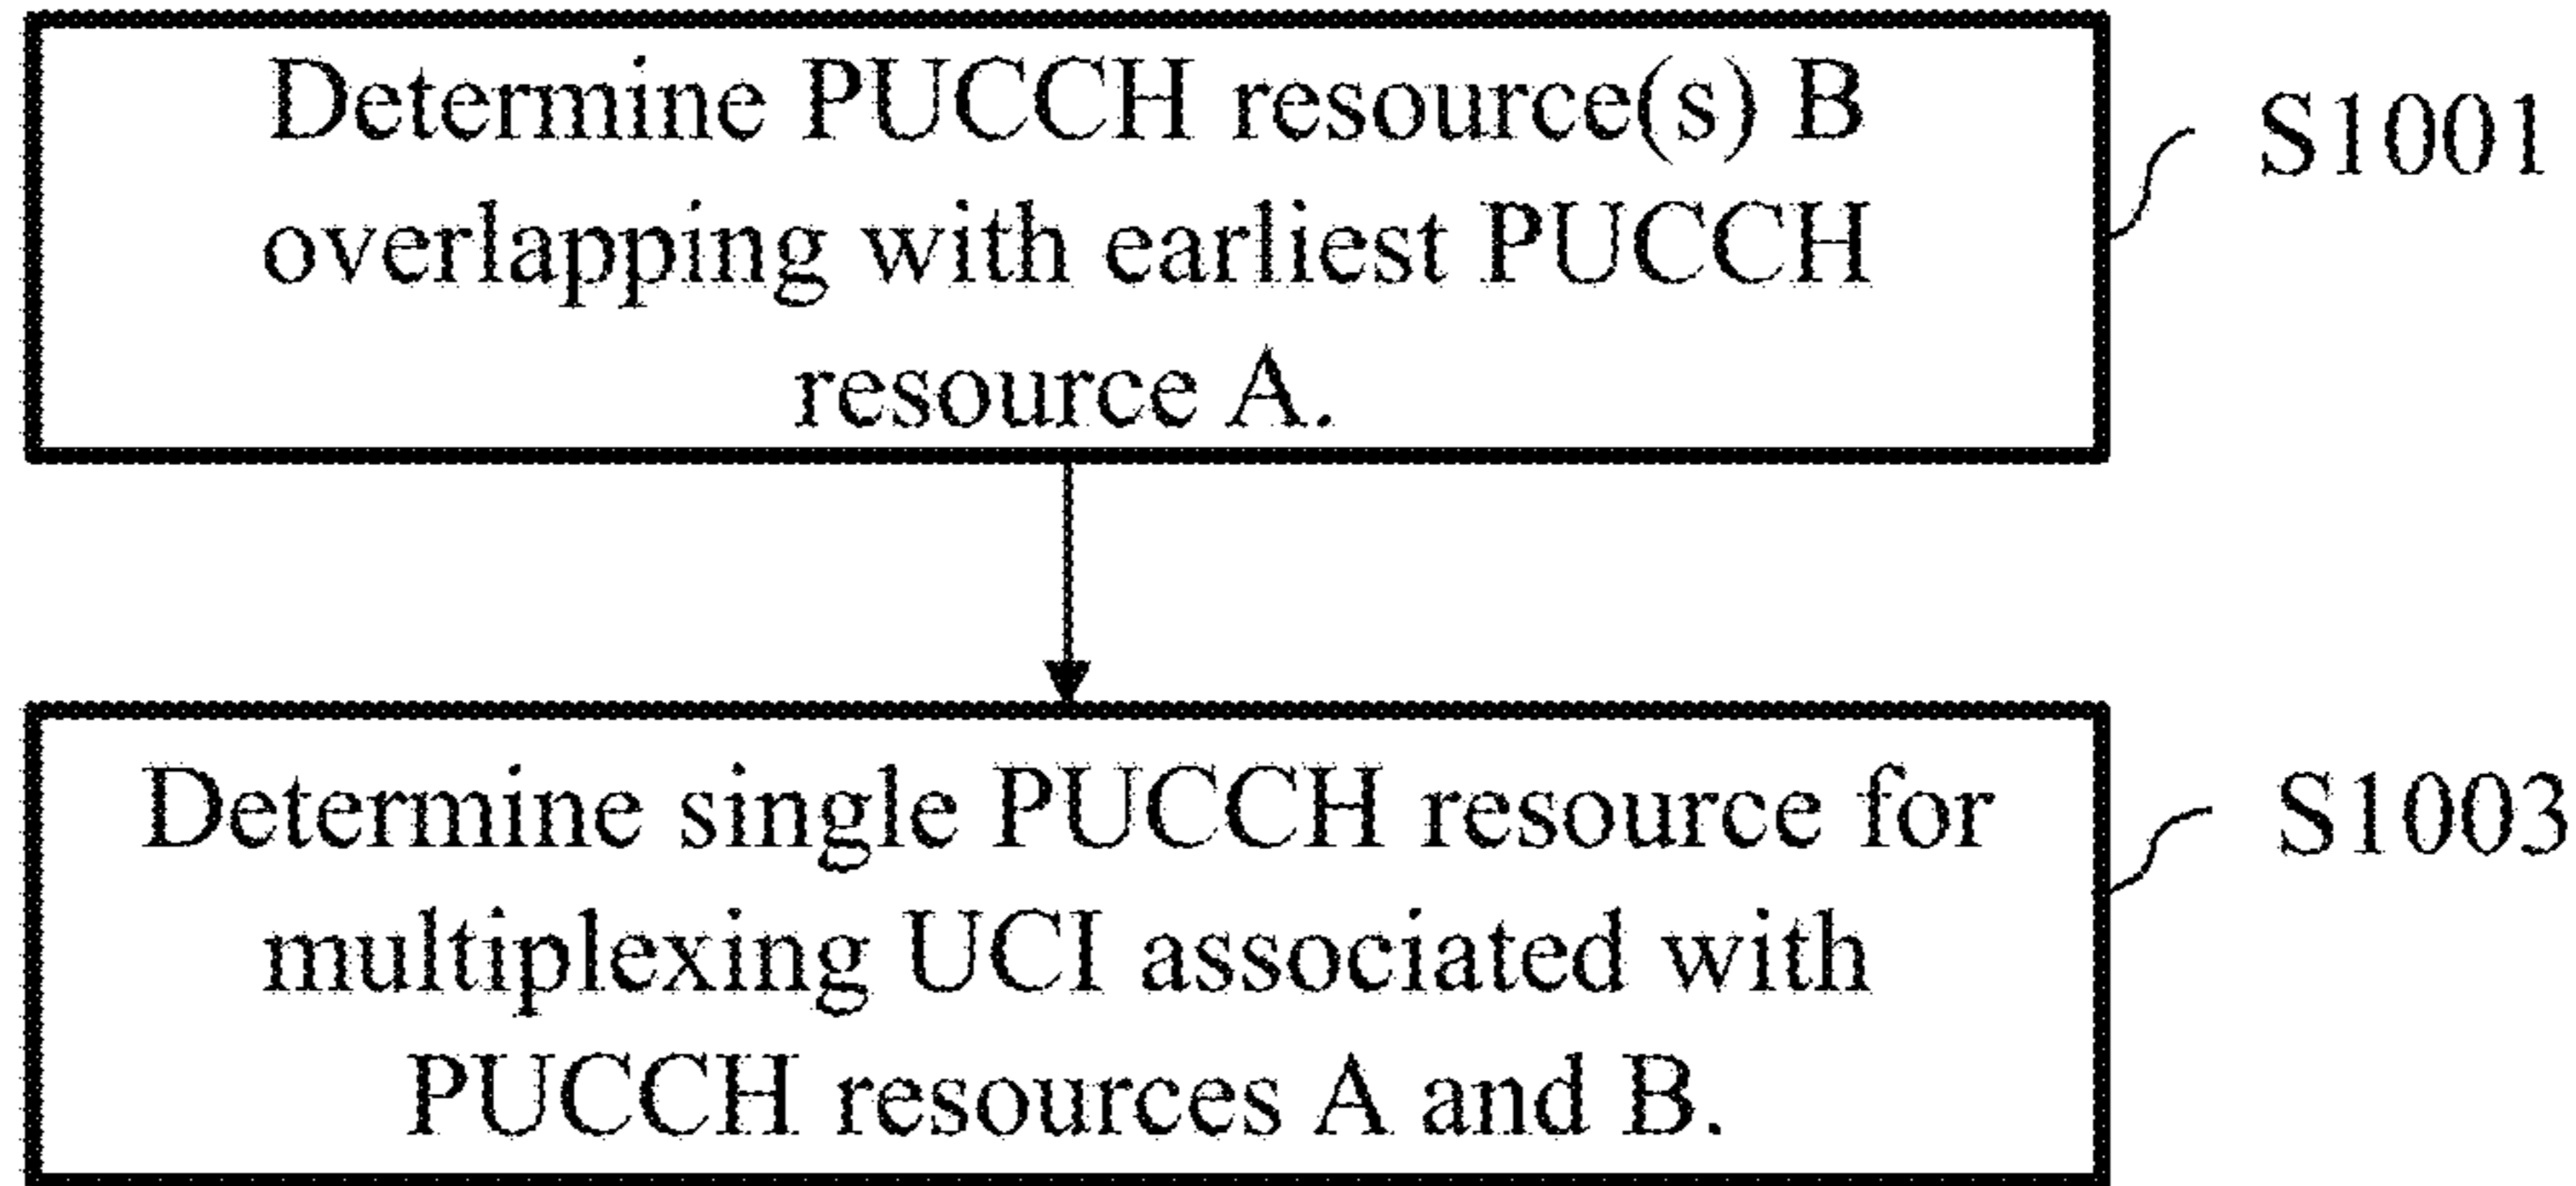 Determine PUCCH resource(s) B
overlapping with earliest PUCCH
resource A.
S1001
Determine single PUCCH resource for
multiplexing UCI associated with
PUCCH resources A and B.
S1003